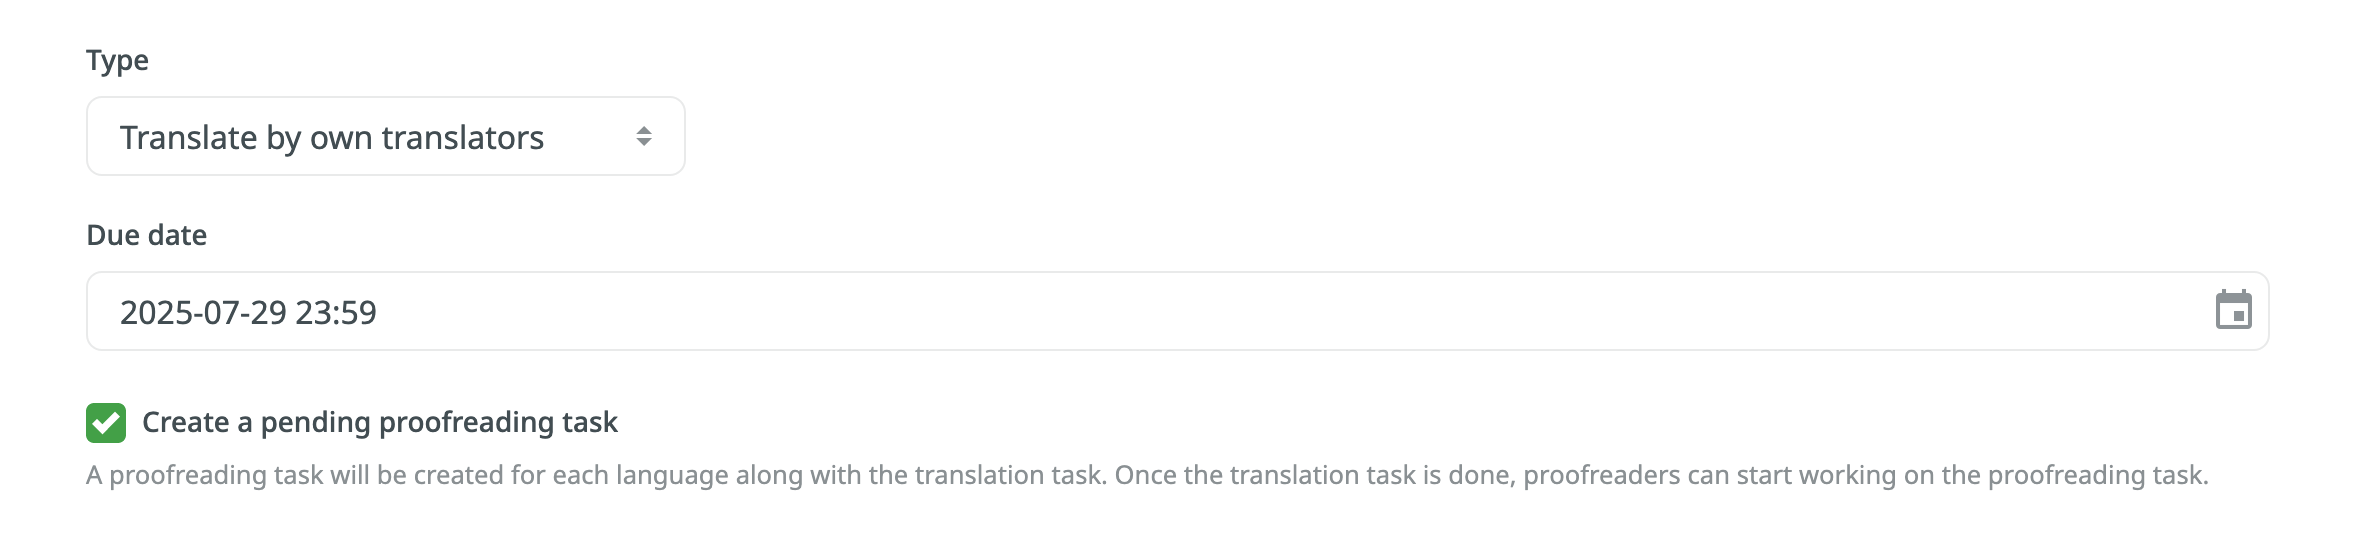 Type
Translate by own translators
Due date
2025-07-29 23:59
Create a pending proofreading task
A proofreading task will be created for each language along with the translation task. Once the translation task is done, proofreaders can start working on the proofreading task.